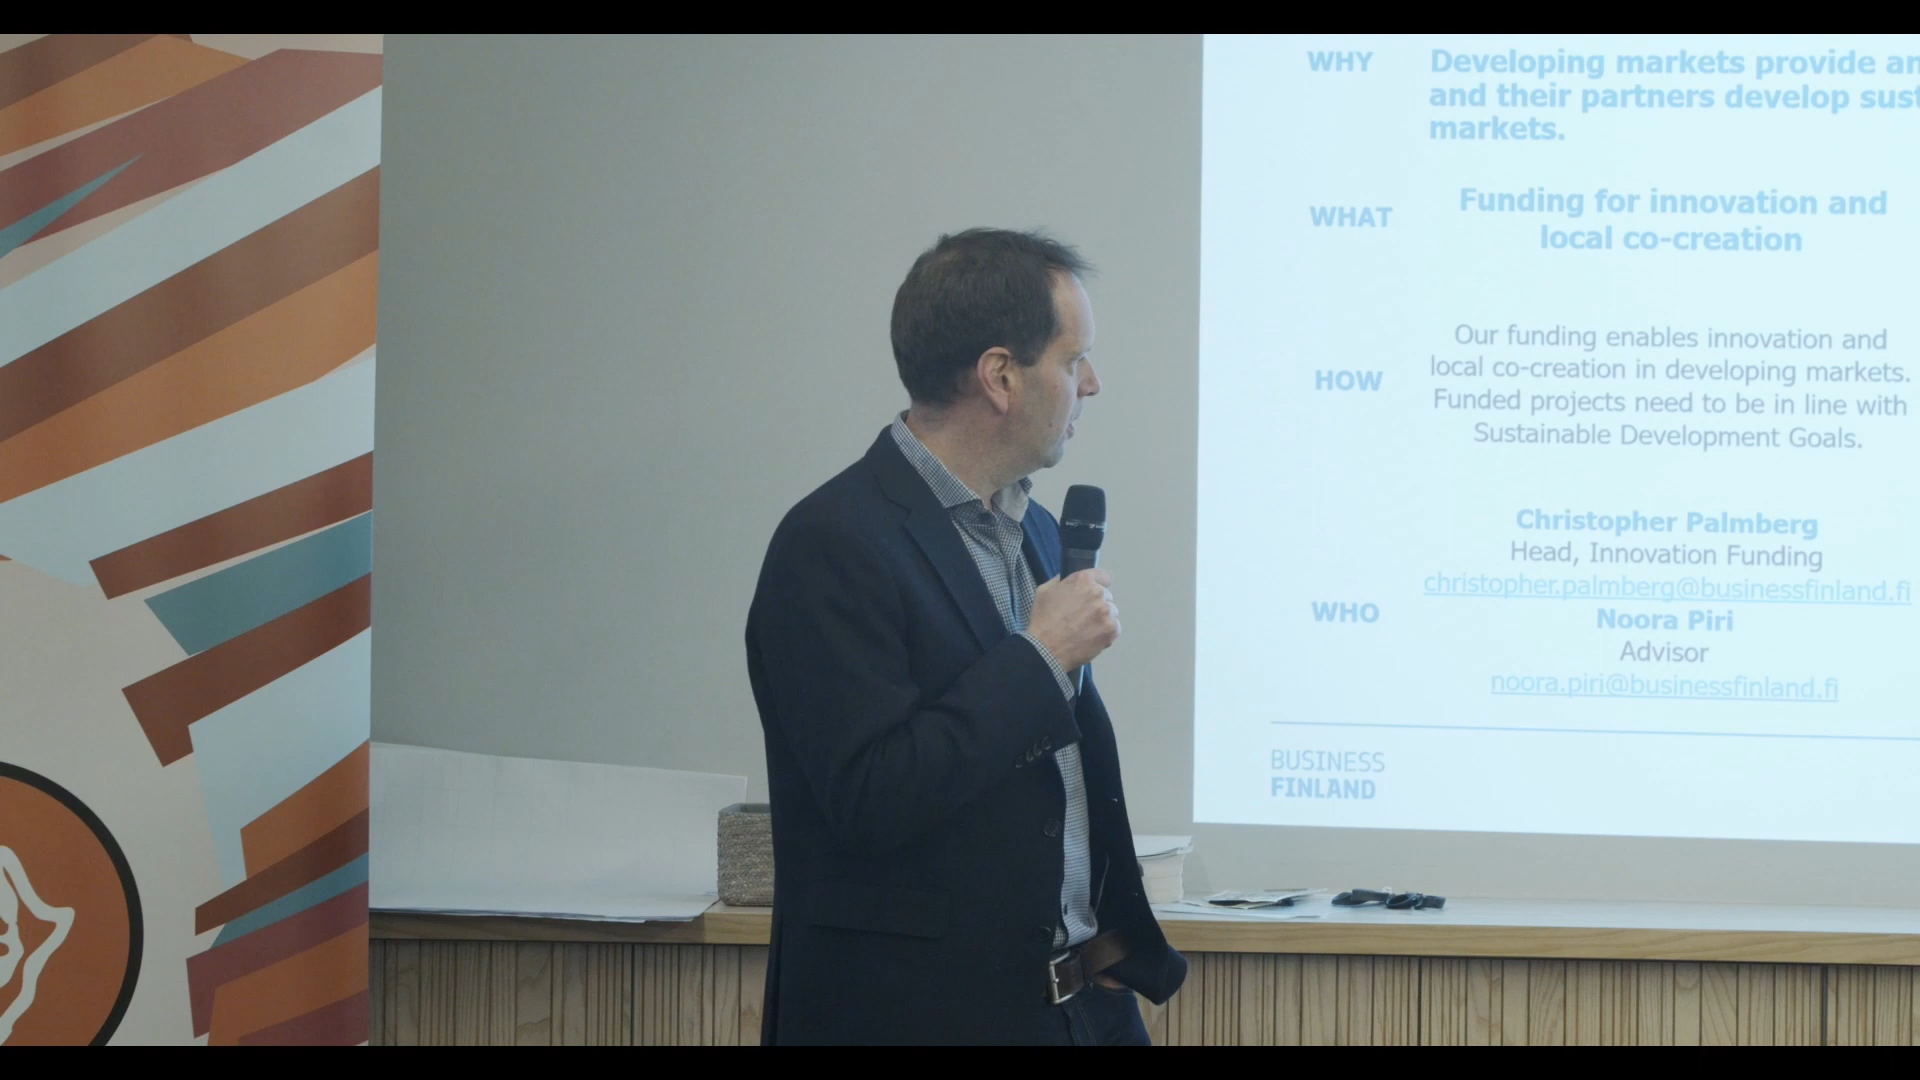 WHY
Developing markets provide an
and their partners develop sust
markets.
WHAT
Funding for innovation and
local co-creation
HOW
Our funding enables innovation and
local co-creation in developing markets.
Funded projects need to be in line with
Sustainable Development Goals.
WHO
Christopher Palmberg
Head, Innovation Funding
christopher.palmberg@businessfinland.fi
Noora Piri
Advisor
noora.piri@businessfinland.fi
BUSINESS
FINLAND